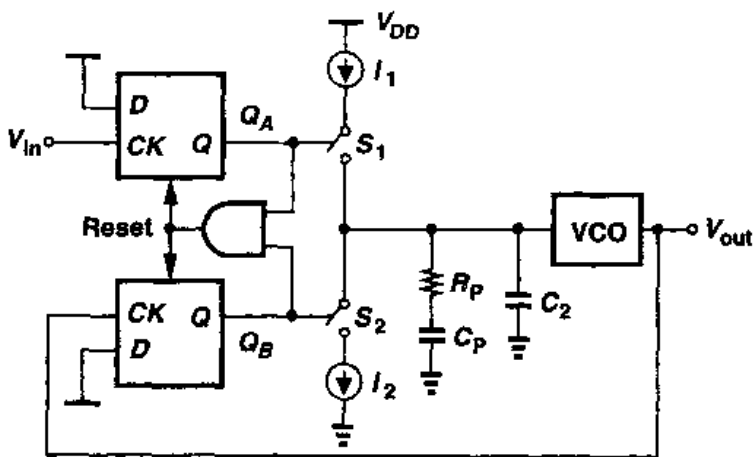 V_DD
I_1
D
Q_A
V_in CK Q S_1
Reset
VCO V_out
R_P C_2
CK Q S_2
D Q_B C_P
I_2